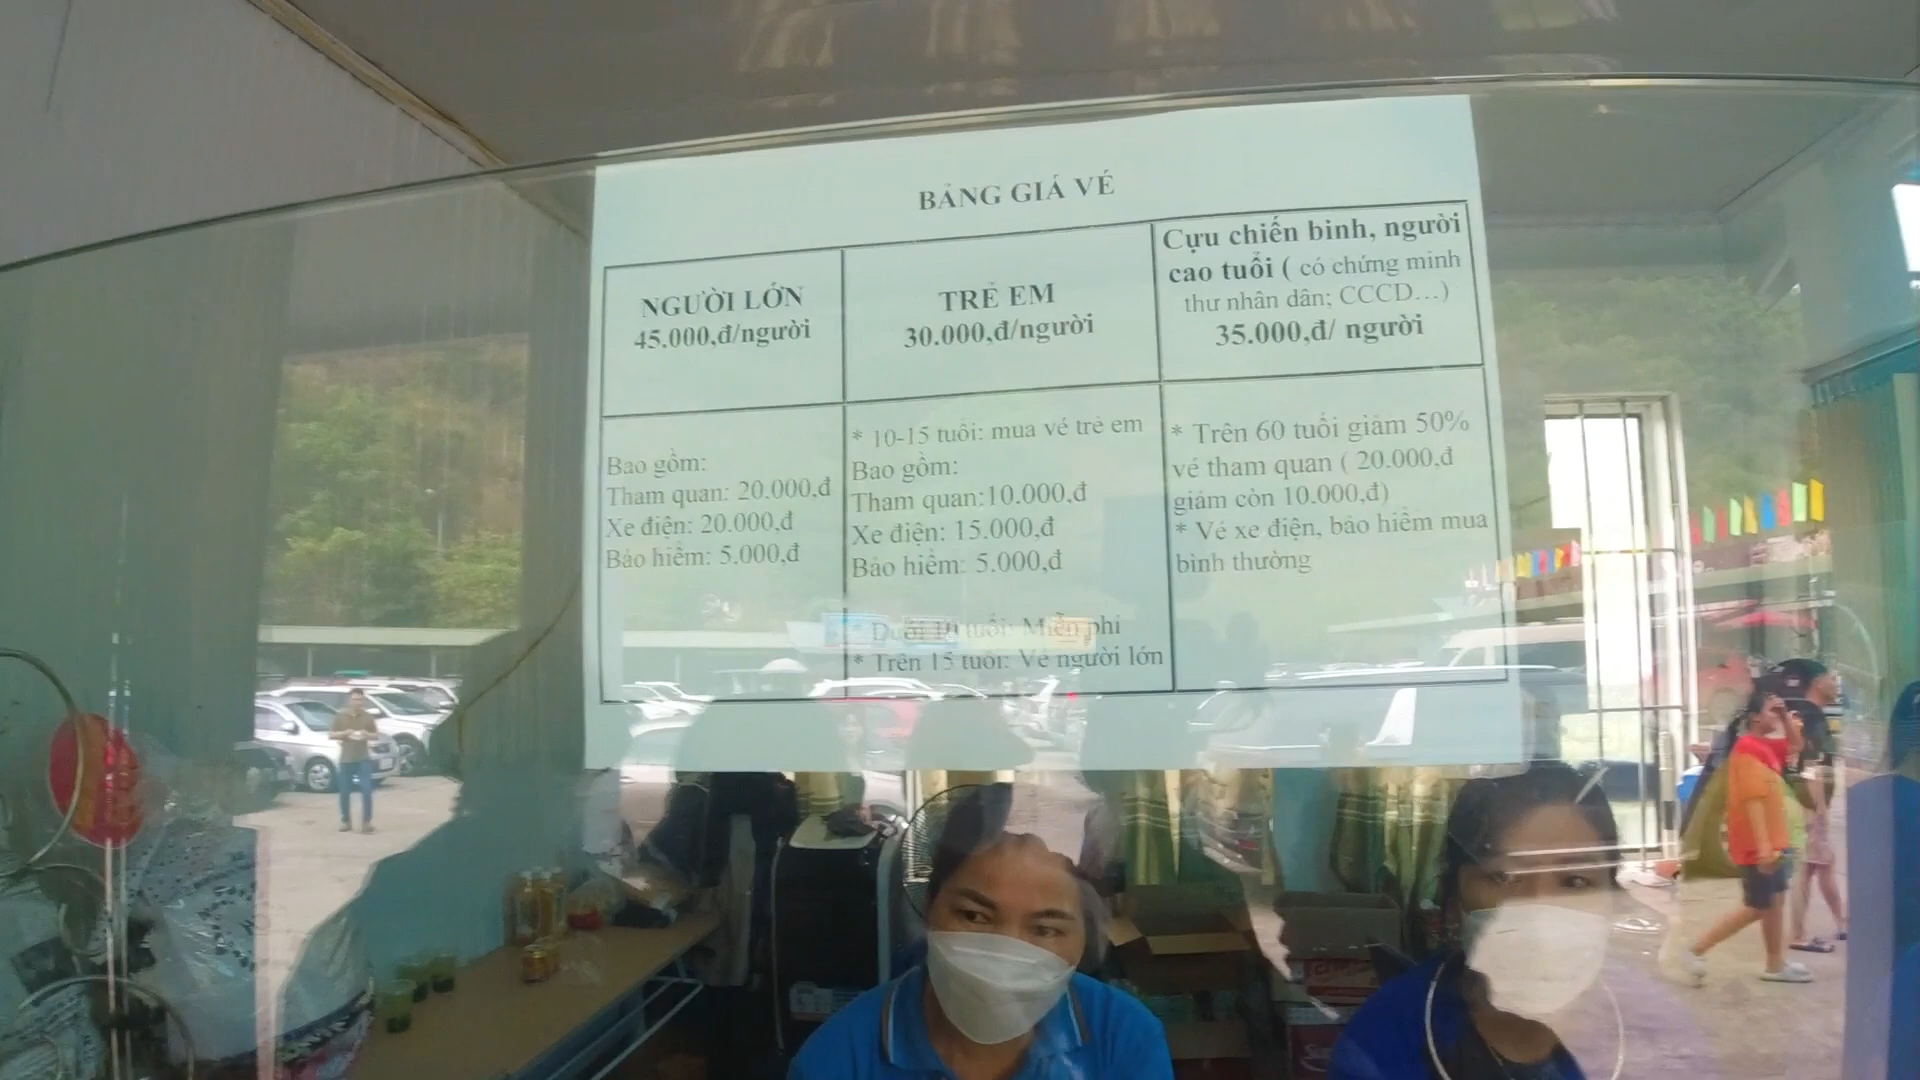 BẢNG GIÁ VÉ
NGƯỜI LỚN
45.000,đ/người
TRẺ EM
30.000,đ/người
Cựu chiến binh, người
cao tuổi ( có chứng minh
thư nhân dân; CCCD...)
35.000,đ/ người
Bao gồm:
Tham quan: 20.000,đ
Xe điện: 20.000,đ
Bảo hiểm: 5.000,đ
* 10-15 tuổi: mua vé trẻ em
Bao gồm:
Tham quan:10.000,đ
Xe điện: 15.000,đ
Bảo hiểm: 5.000,đ
* Dưới 10 tuổi: Miễn phí
* Trên 15 tuổi: Vé người lớn
* Trên 60 tuổi giảm 50%
vé tham quan ( 20.000,đ
giảm còn 10.000,đ)
* Vé xe điện, bảo hiểm mua
bình thường